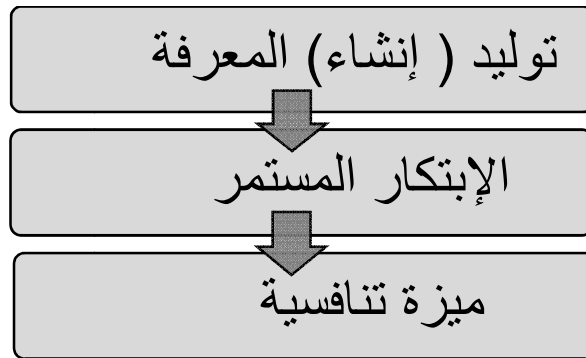 توليد ( إنشاء) المعرفة
الإبتكار المستمر
ميزة تنافسية